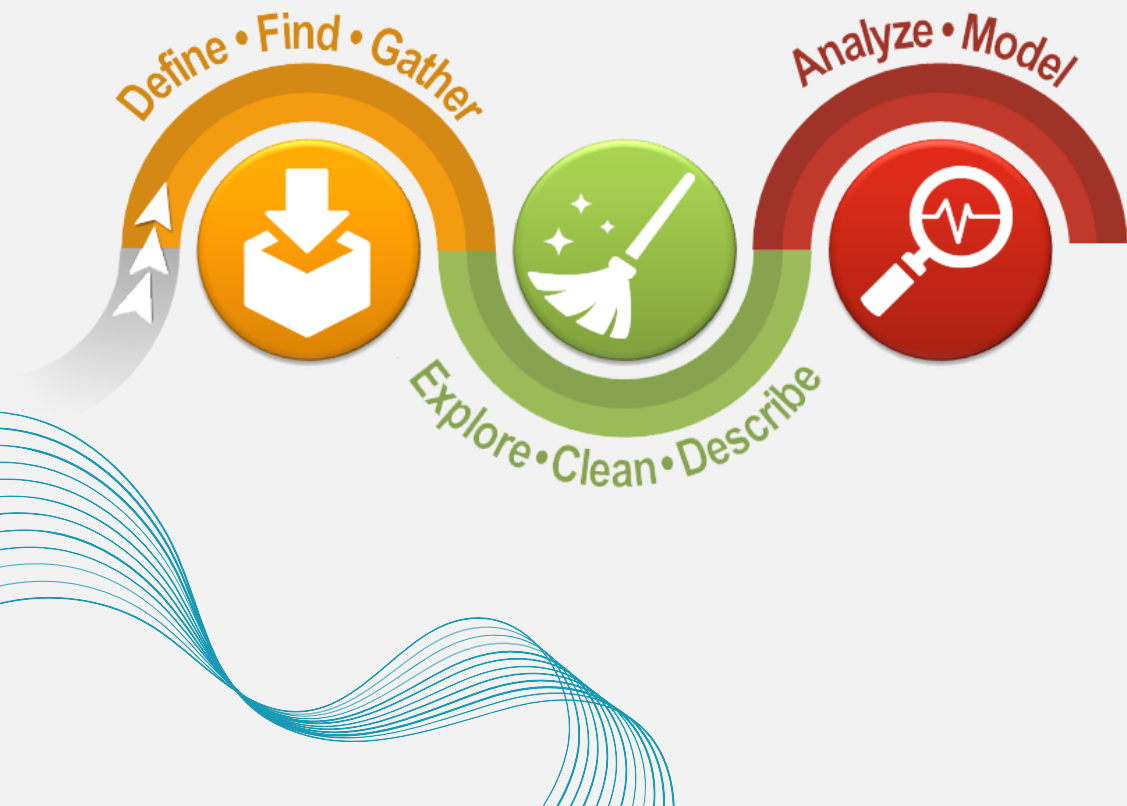 Define • Find • Gather
Explore • Clean • Describe
Analyze • Model